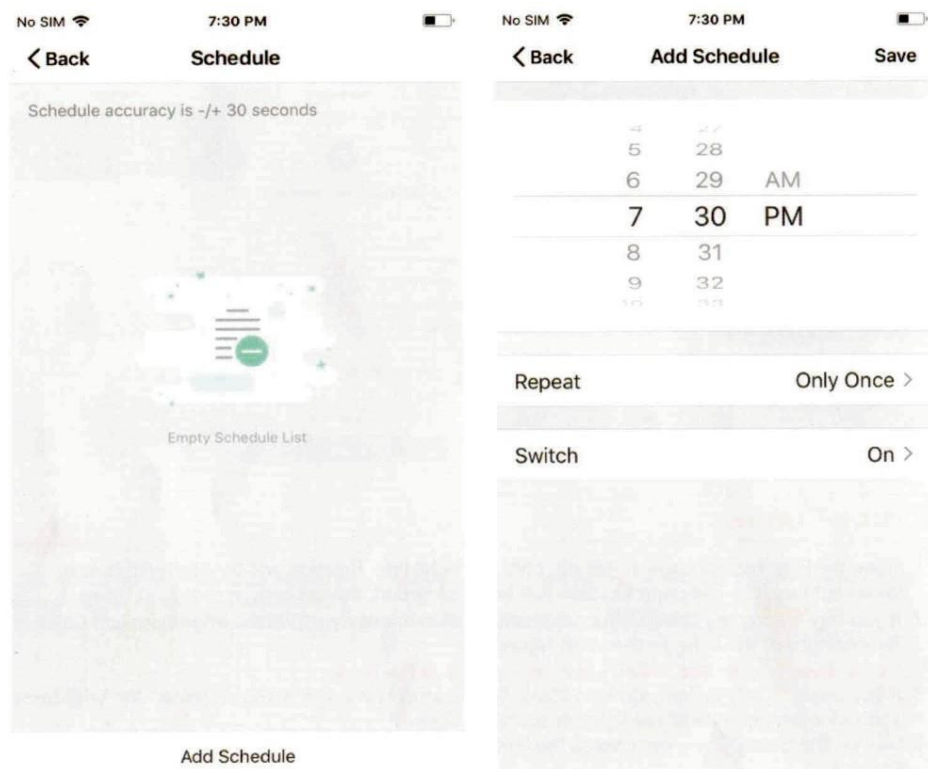 No SIM 7:30 PM
Back Schedule
Schedule accuracy is -/+ 30 seconds
Empty Schedule List
Add Schedule
No SIM 7:30 PM
Back Add Schedule Save
5 28
6 29 AM
7 30 PM
8 31
9 32
Repeat Only Once >
Switch On >